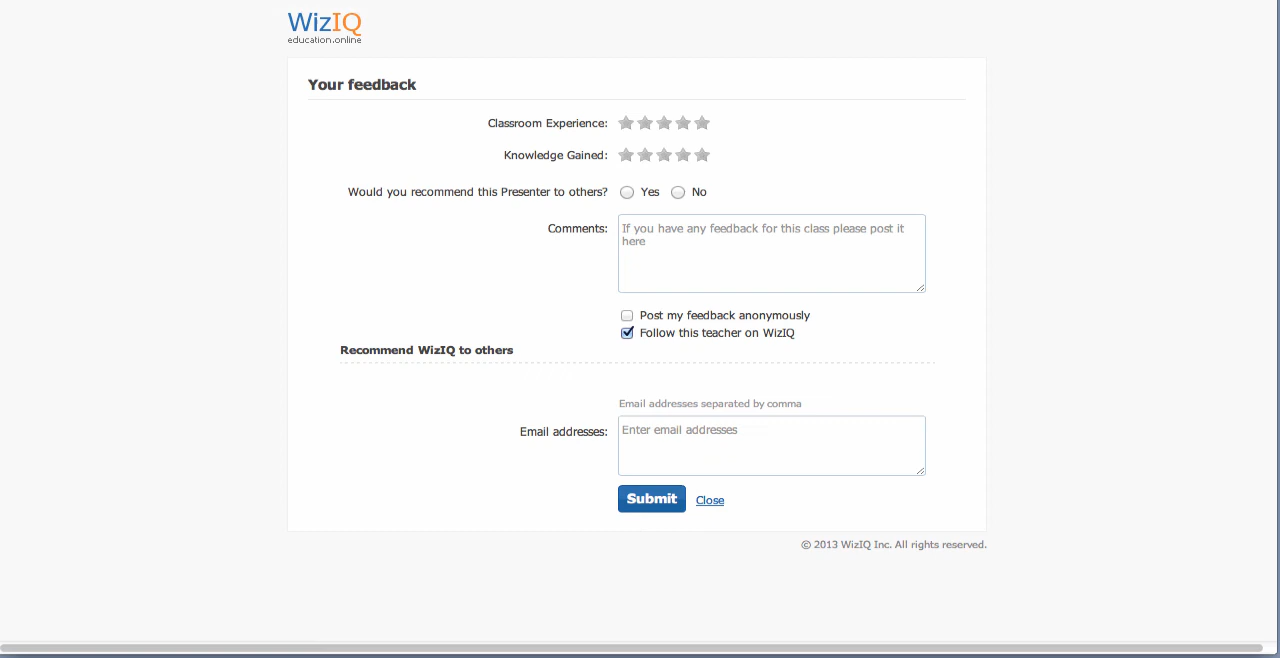 WizIQ
education.online
Your feedback
Classroom Experience:
Knowledge Gained:
Would you recommend this Presenter to others? Yes No
Comments: If you have any feedback for this class please post it
here
Post my feedback anonymously
Follow this teacher on WizIQ
Recommend WizIQ to others
Email addresses separated by comma
Email addresses: Enter email addresses
Submit Close
© 2013 WizIQ Inc. All rights reserved.